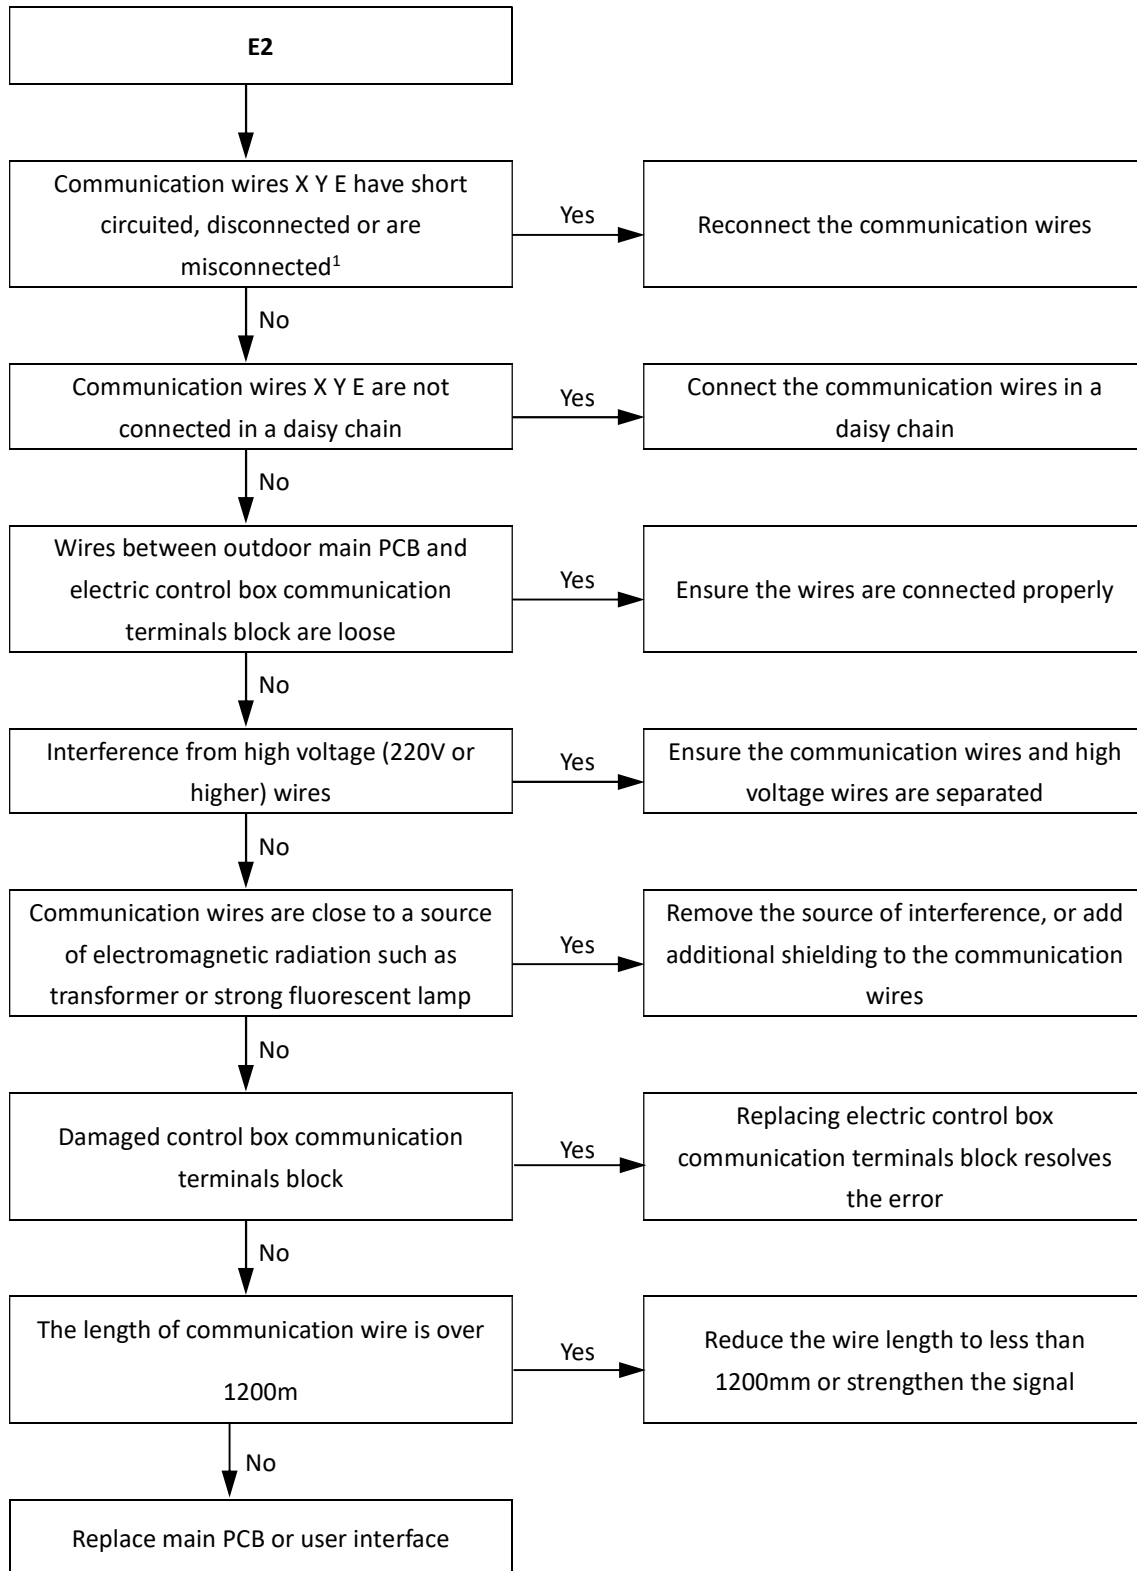 E2
Communication wires X Y E have short
circuited, disconnected or are
misconnected¹
Yes
Reconnect the communication wires
No
Communication wires X Y E are not
connected in a daisy chain
Yes
Connect the communication wires in a
daisy chain
No
Wires between outdoor main PCB and
electric control box communication
terminals block are loose
Yes
Ensure the wires are connected properly
No
Interference from high voltage (220V or
higher) wires
Yes
Ensure the communication wires and high
voltage wires are separated
No
Communication wires are close to a source
of electromagnetic radiation such as
transformer or strong fluorescent lamp
Yes
Remove the source of interference, or add
additional shielding to the communication
wires
No
Damaged control box communication
terminals block
Yes
Replacing electric control box
communication terminals block resolves
the error
No
The length of communication wire is over
1200m
Yes
Reduce the wire length to less than
1200mm or strengthen the signal
No
Replace main PCB or user interface